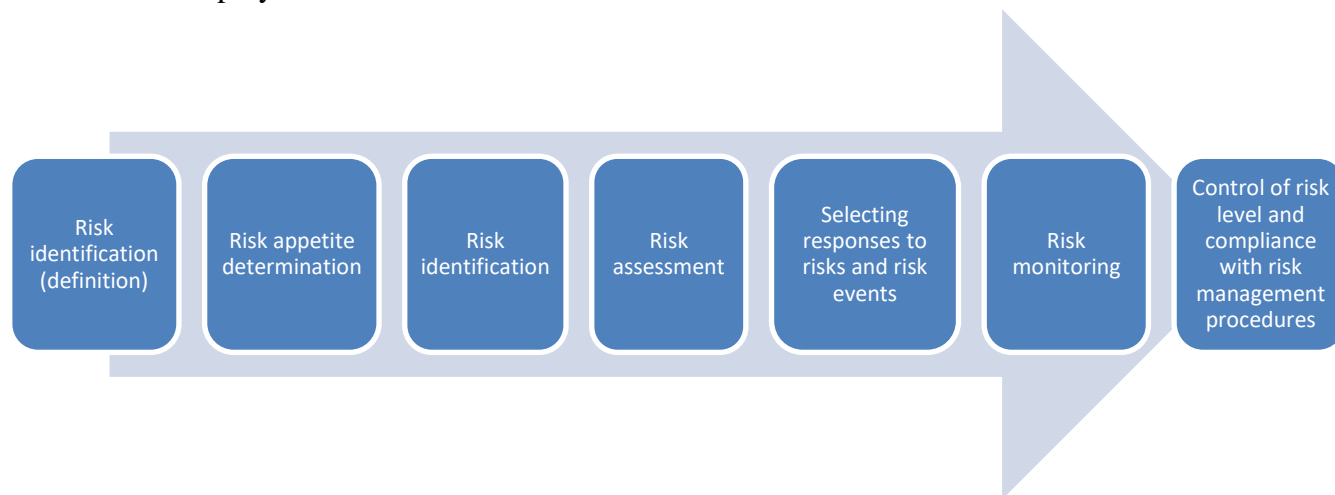 Risk
identification
(definition)
Risk appetite
determination
Risk
identification
Risk
assessment
Selecting
responses to
risks and risk
events
Risk
monitoring
Control of risk
level and
compliance
with risk
management
procedures